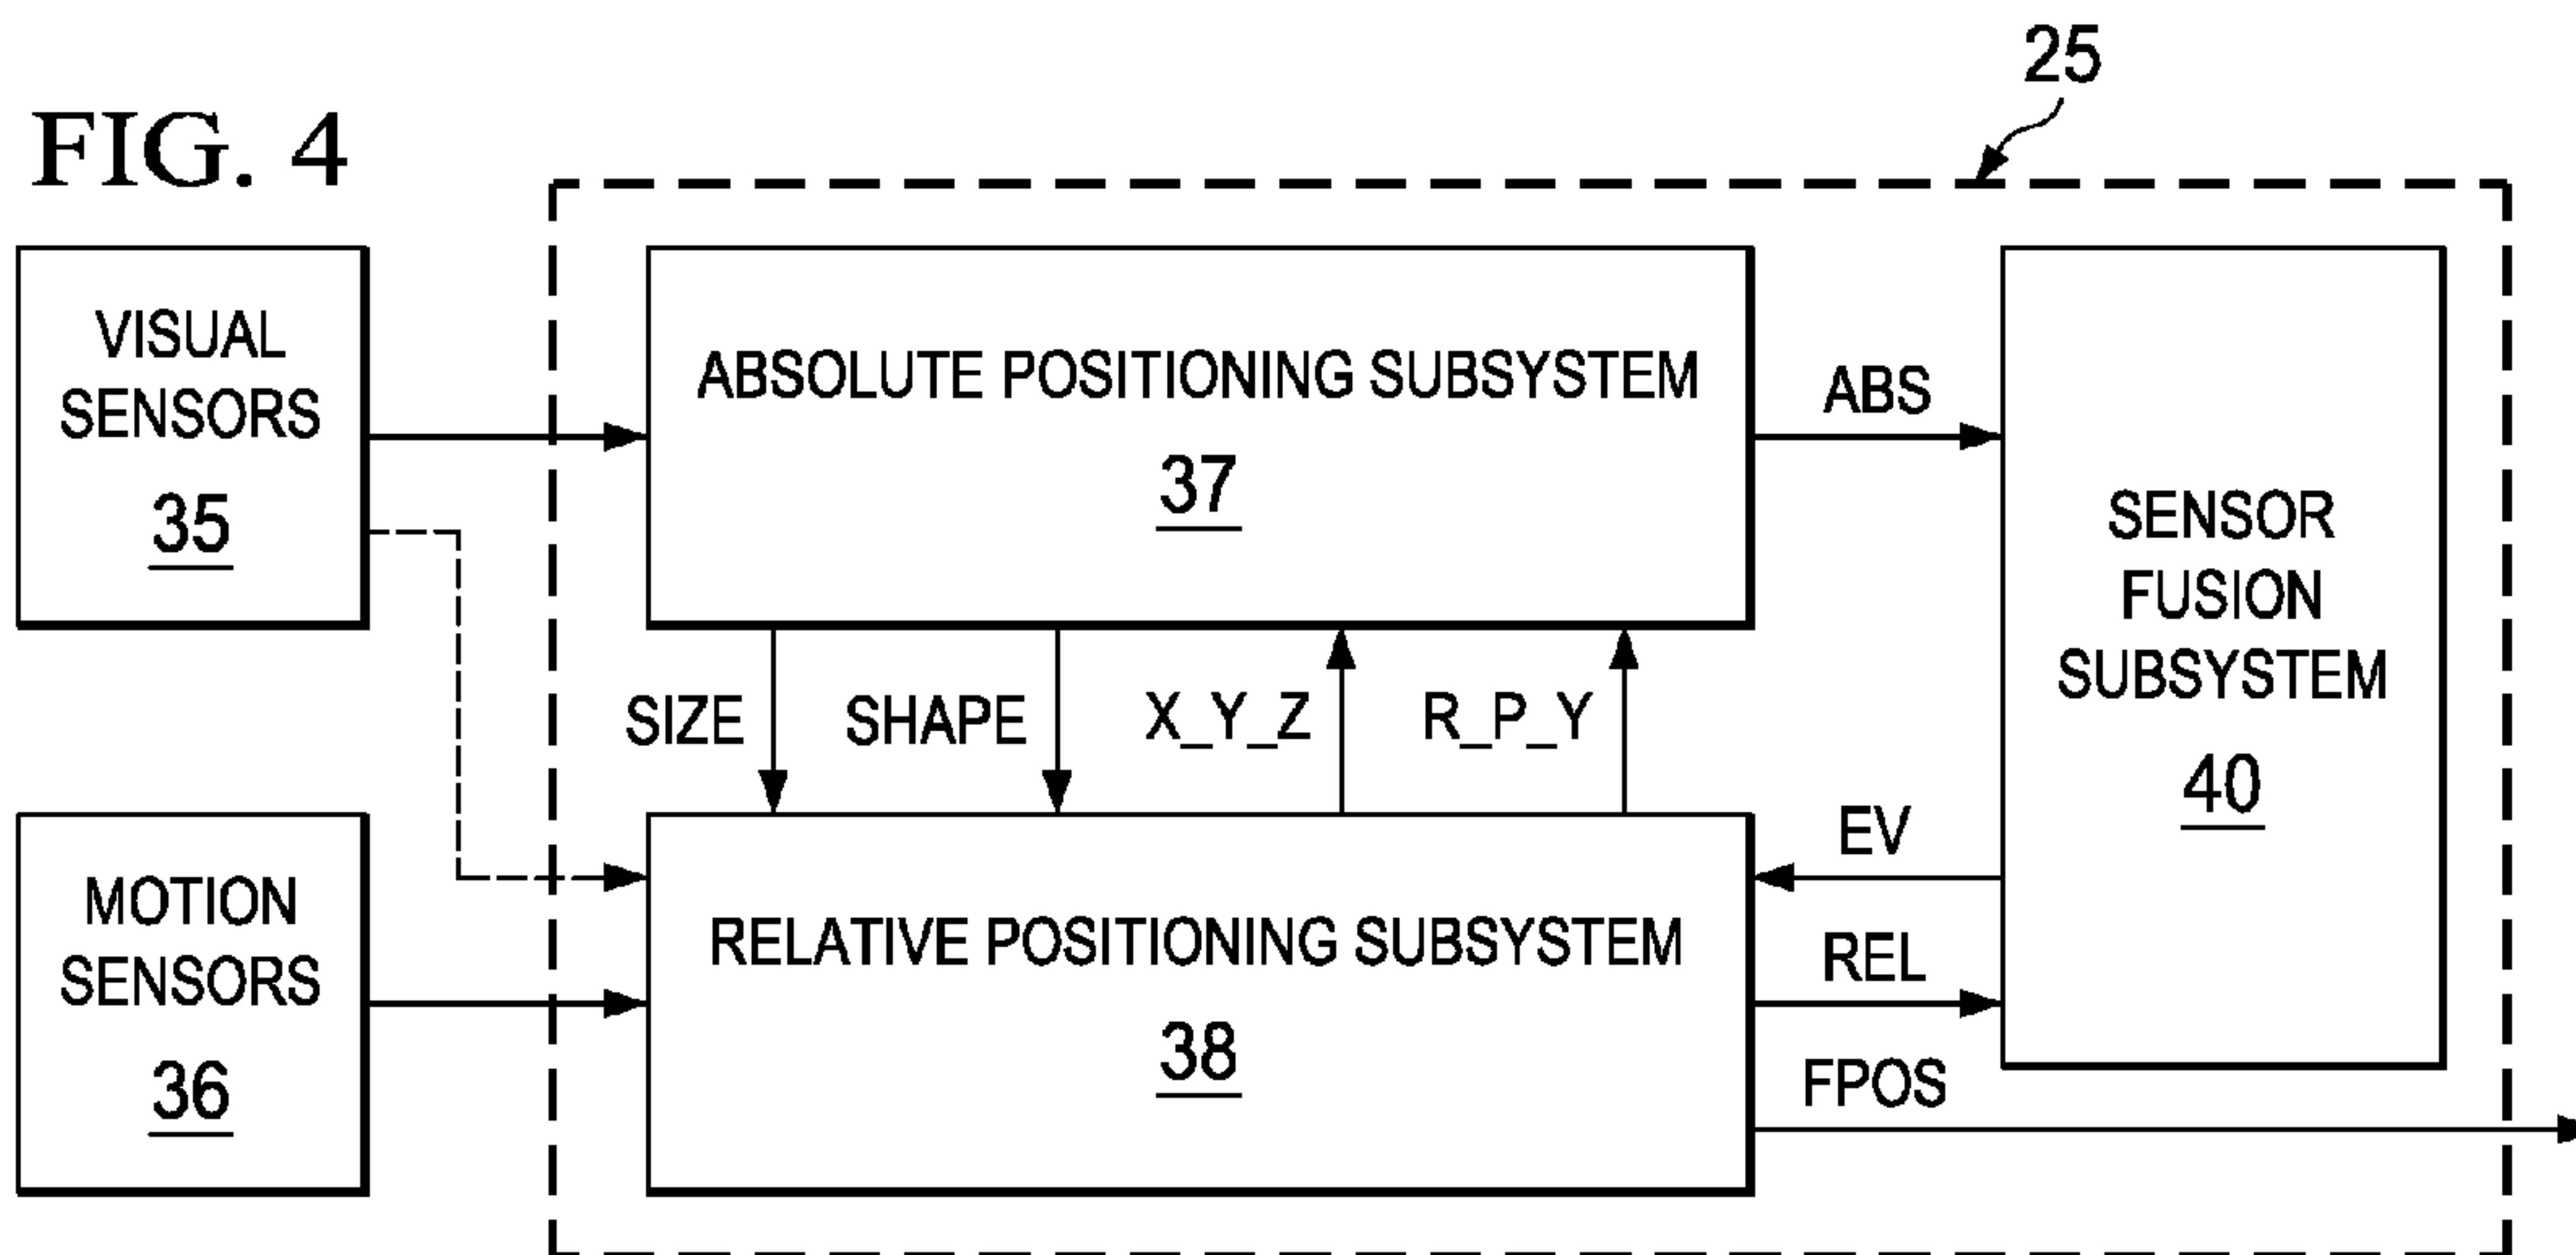 FIG. 4
25
VISUAL
SENSORS
35
ABSOLUTE POSITIONING SUBSYSTEM
37
ABS
SENSOR
FUSION
SUBSYSTEM
40
SIZE
SHAPE
X_Y_Z
R_P_Y
MOTION
SENSORS
36
RELATIVE POSITIONING SUBSYSTEM
38
EV
REL
FPOS